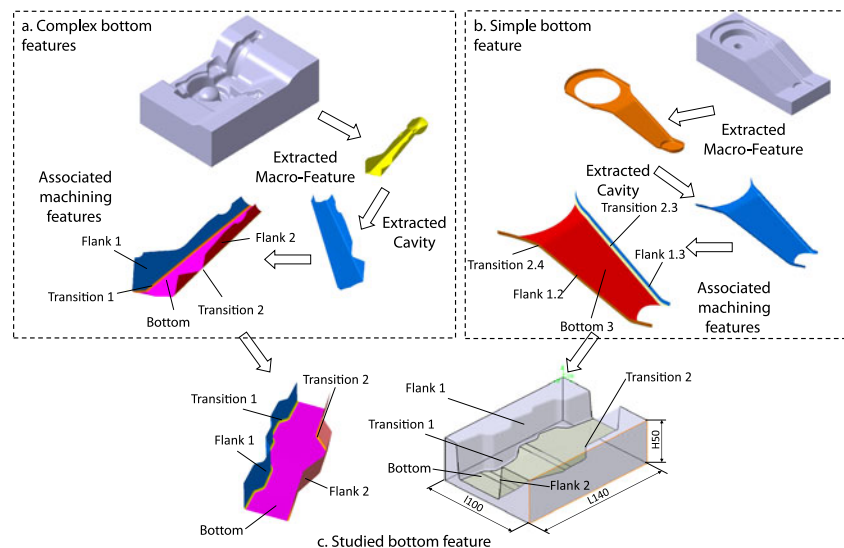 a. Complex bottom
features
Extracted
Macro-Feature
Associated
machining
features
Extracted
Cavity
Flank 1
Flank 2
Transition 1
Transition 2
Bottom
b. Simple bottom
feature
Extracted
Macro-Feature
Extracted
Cavity
Transition 2.3
Transition 2.4
Flank 1.3
Flank 1.2
Associated
machining
features
Bottom 3
Transition 2
Transition 1
Flank 1
Flank 2
Bottom
Transition 2
Flank 1
Transition 1
Bottom
Flank 2
H50
L140
l100
c. Studied bottom feature